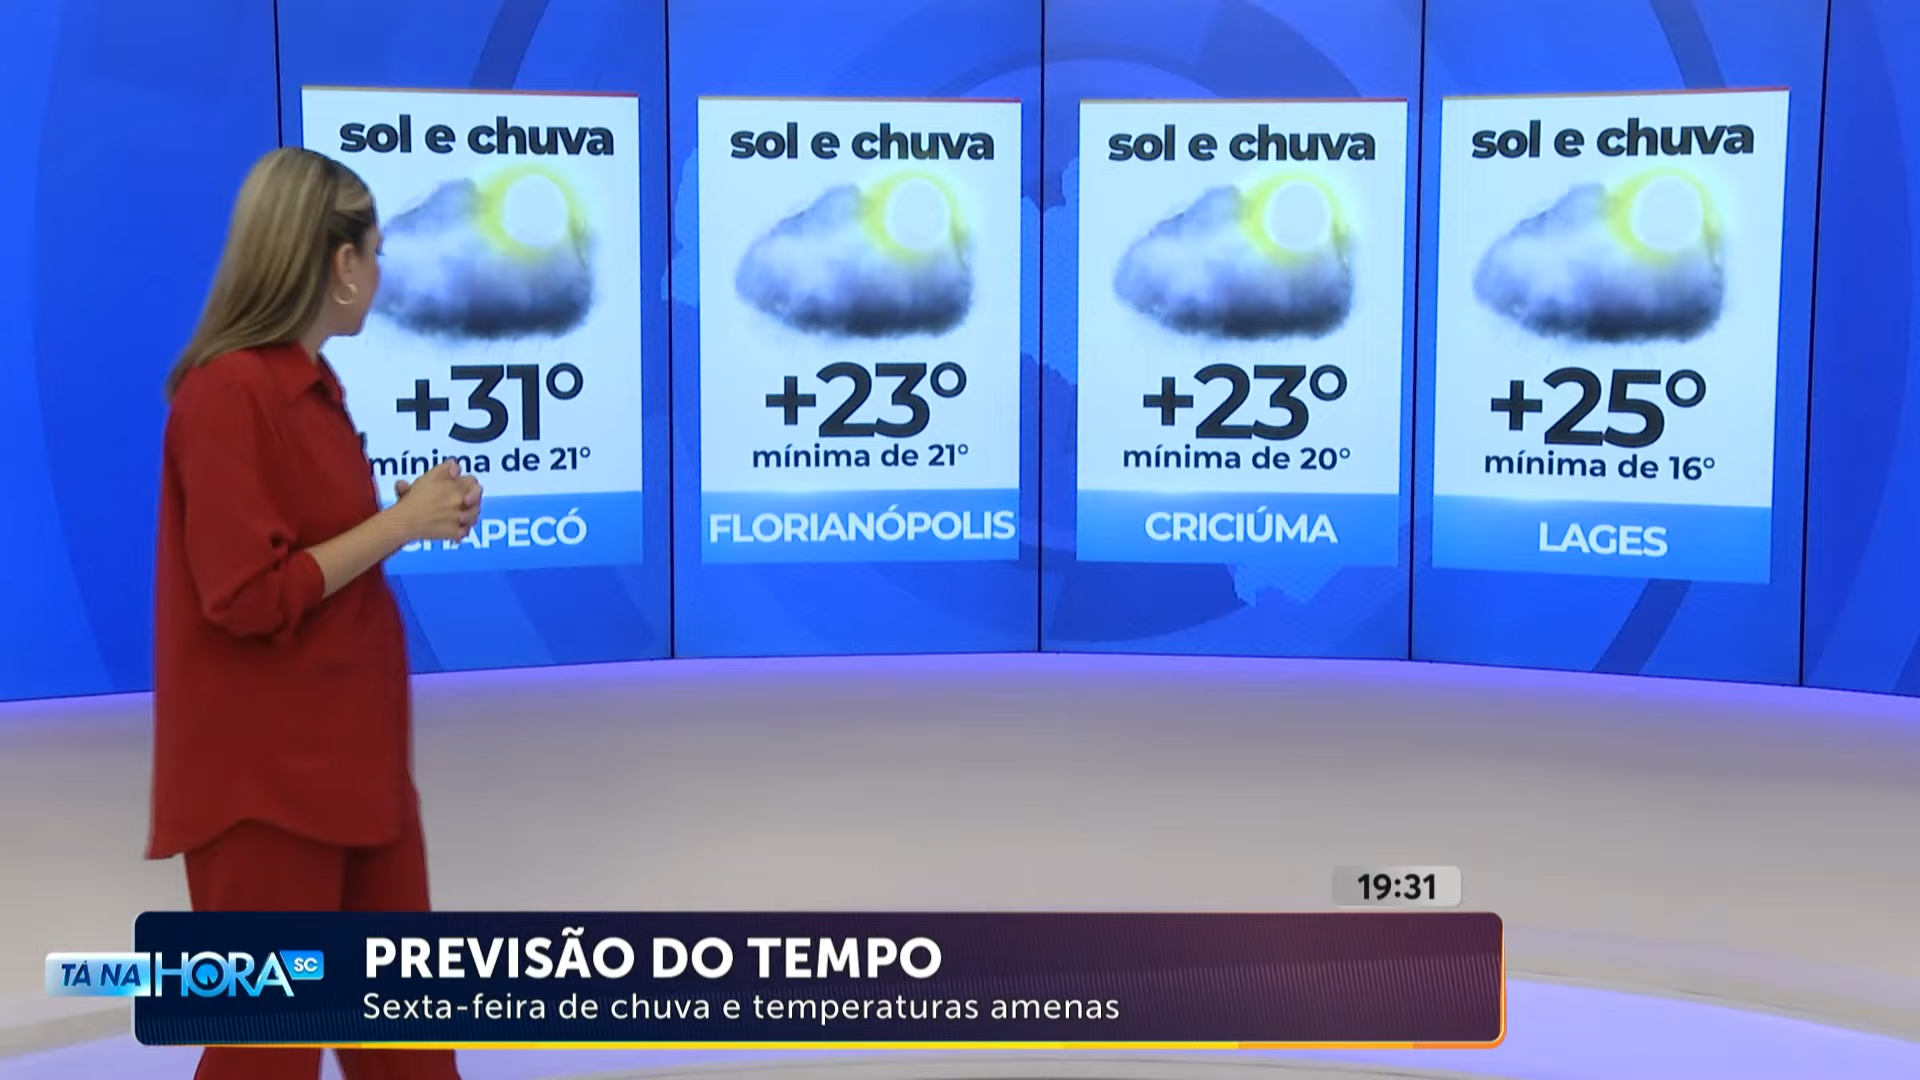 sol e chuva
+31°
mínima de 21°
CHAPECÓ
sol e chuva
+23°
mínima de 21°
FLORIANÓPOLIS
sol e chuva
+23°
mínima de 20°
CRICIÚMA
sol e chuva
+25°
mínima de 16°
LAGES
19:31
TÁ NA HORA SC
PREVISÃO DO TEMPO
Sexta-feira de chuva e temperaturas amenas